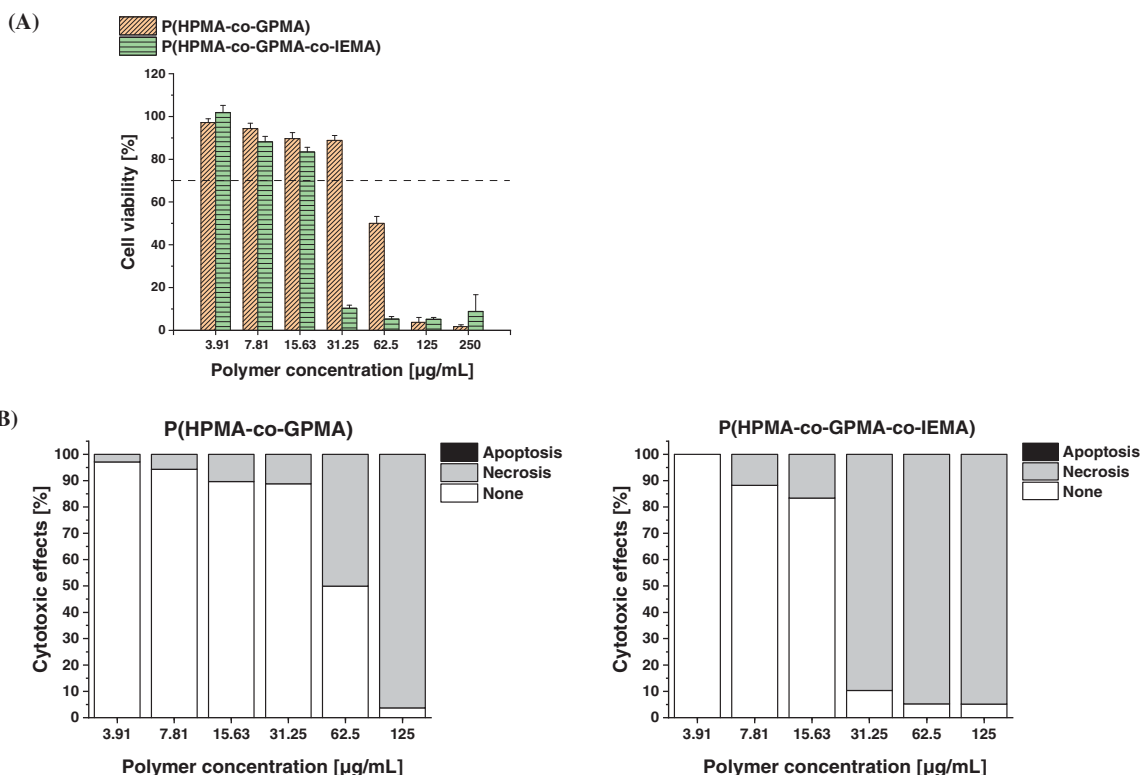 (A)
P(HPMA-co-GPMA)
P(HPMA-co-GPMA-co-IEMA)
120
100
80
60
40
20
0
Cell viability [%]
3.91 7.81 15.63 31.25 62.5 125 250
Polymer concentration [µg/mL]
B)
P(HPMA-co-GPMA)
100
90
80
70
60
50
40
30
20
10
0
Cytotoxic effects [%]
Apoptosis
Necrosis
None
3.91 7.81 15.63 31.25 62.5 125
Polymer concentration [µg/mL]
P(HPMA-co-GPMA-co-IEMA)
100
90
80
70
60
50
40
30
20
10
0
Cytotoxic effects [%]
Apoptosis
Necrosis
None
3.91 7.81 15.63 31.25 62.5 125
Polymer concentration [µg/mL]